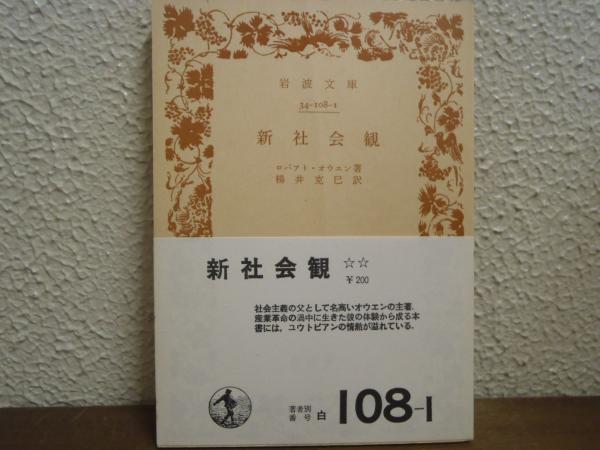 岩波文庫
34-108-1
新社会観
ロバアト・オウエン著
楊井克巳訳
新社会観 ☆☆
¥200
社会主義の父として名高いオウエンの主著.
産業革命の渦中に生きた彼の体験から成る本
書には, ユウトピアンの情熱が溢れている.
著者別
番号 白 108-1